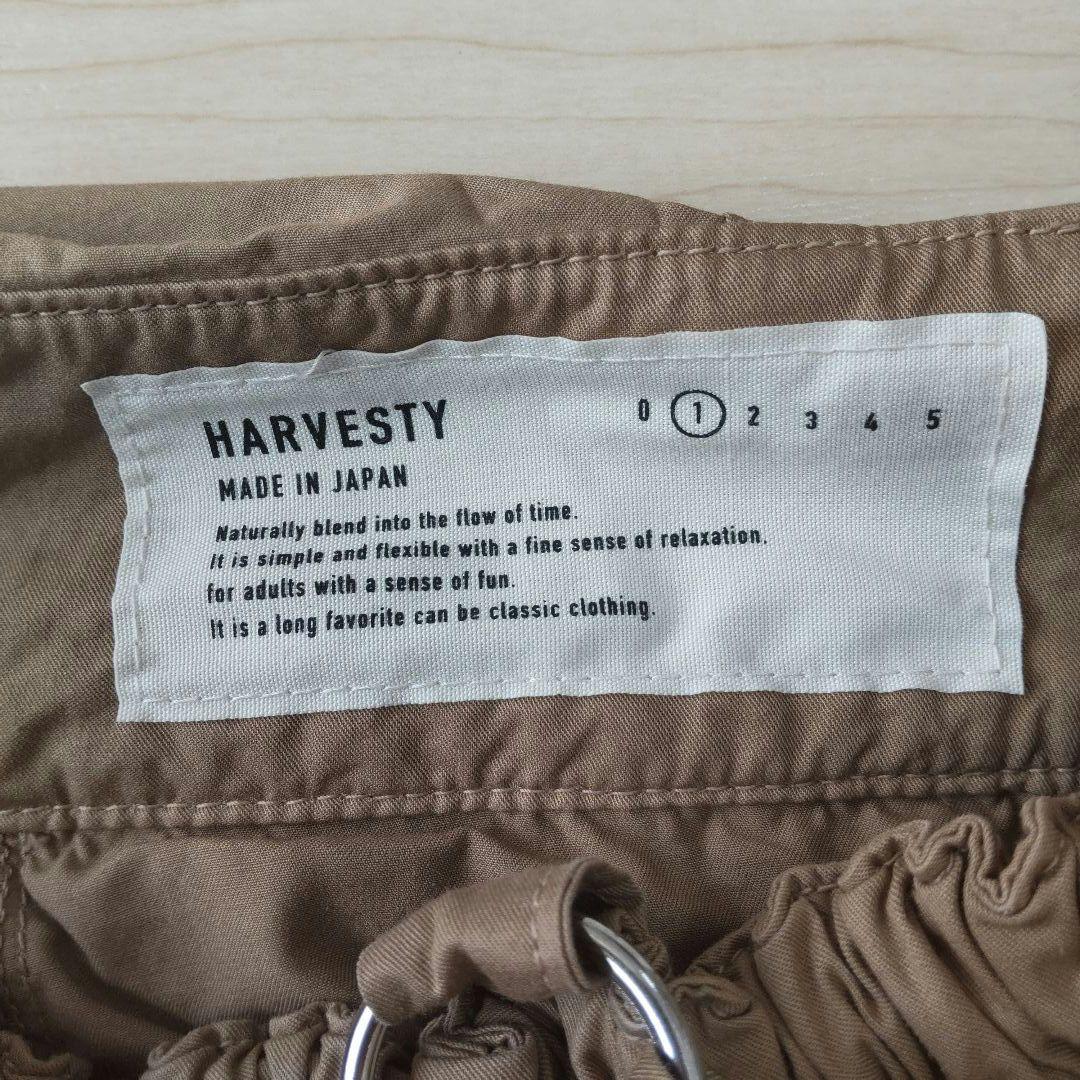 HARVESTY 0 1 2 3 4 5
MADE IN JAPAN
Naturally blend into the flow of time.
It is simple and flexible with a fine sense of relaxation.
for adults with a sense of fun.
It is a long favorite can be classic clothing.